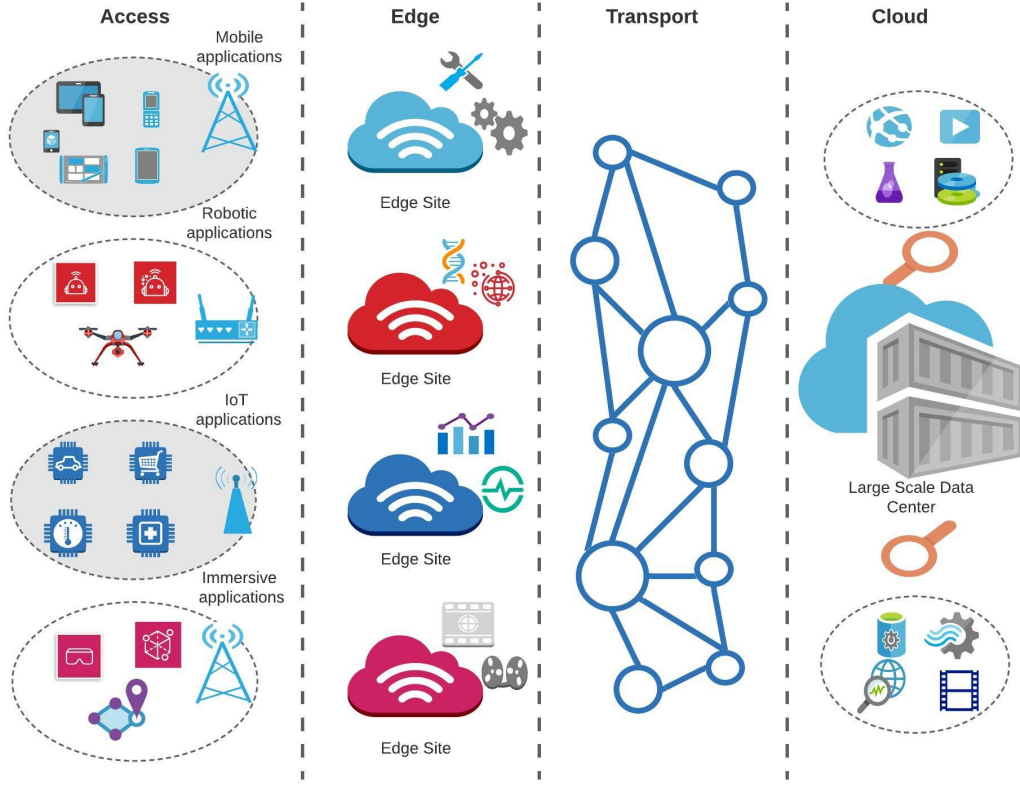 Access
Edge
Transport
Cloud
Mobile
applications
Edge Site
Robotic
applications
Edge Site
IoT
applications
Large Scale Data
Center
Edge Site
Immersive
applications
Edge Site